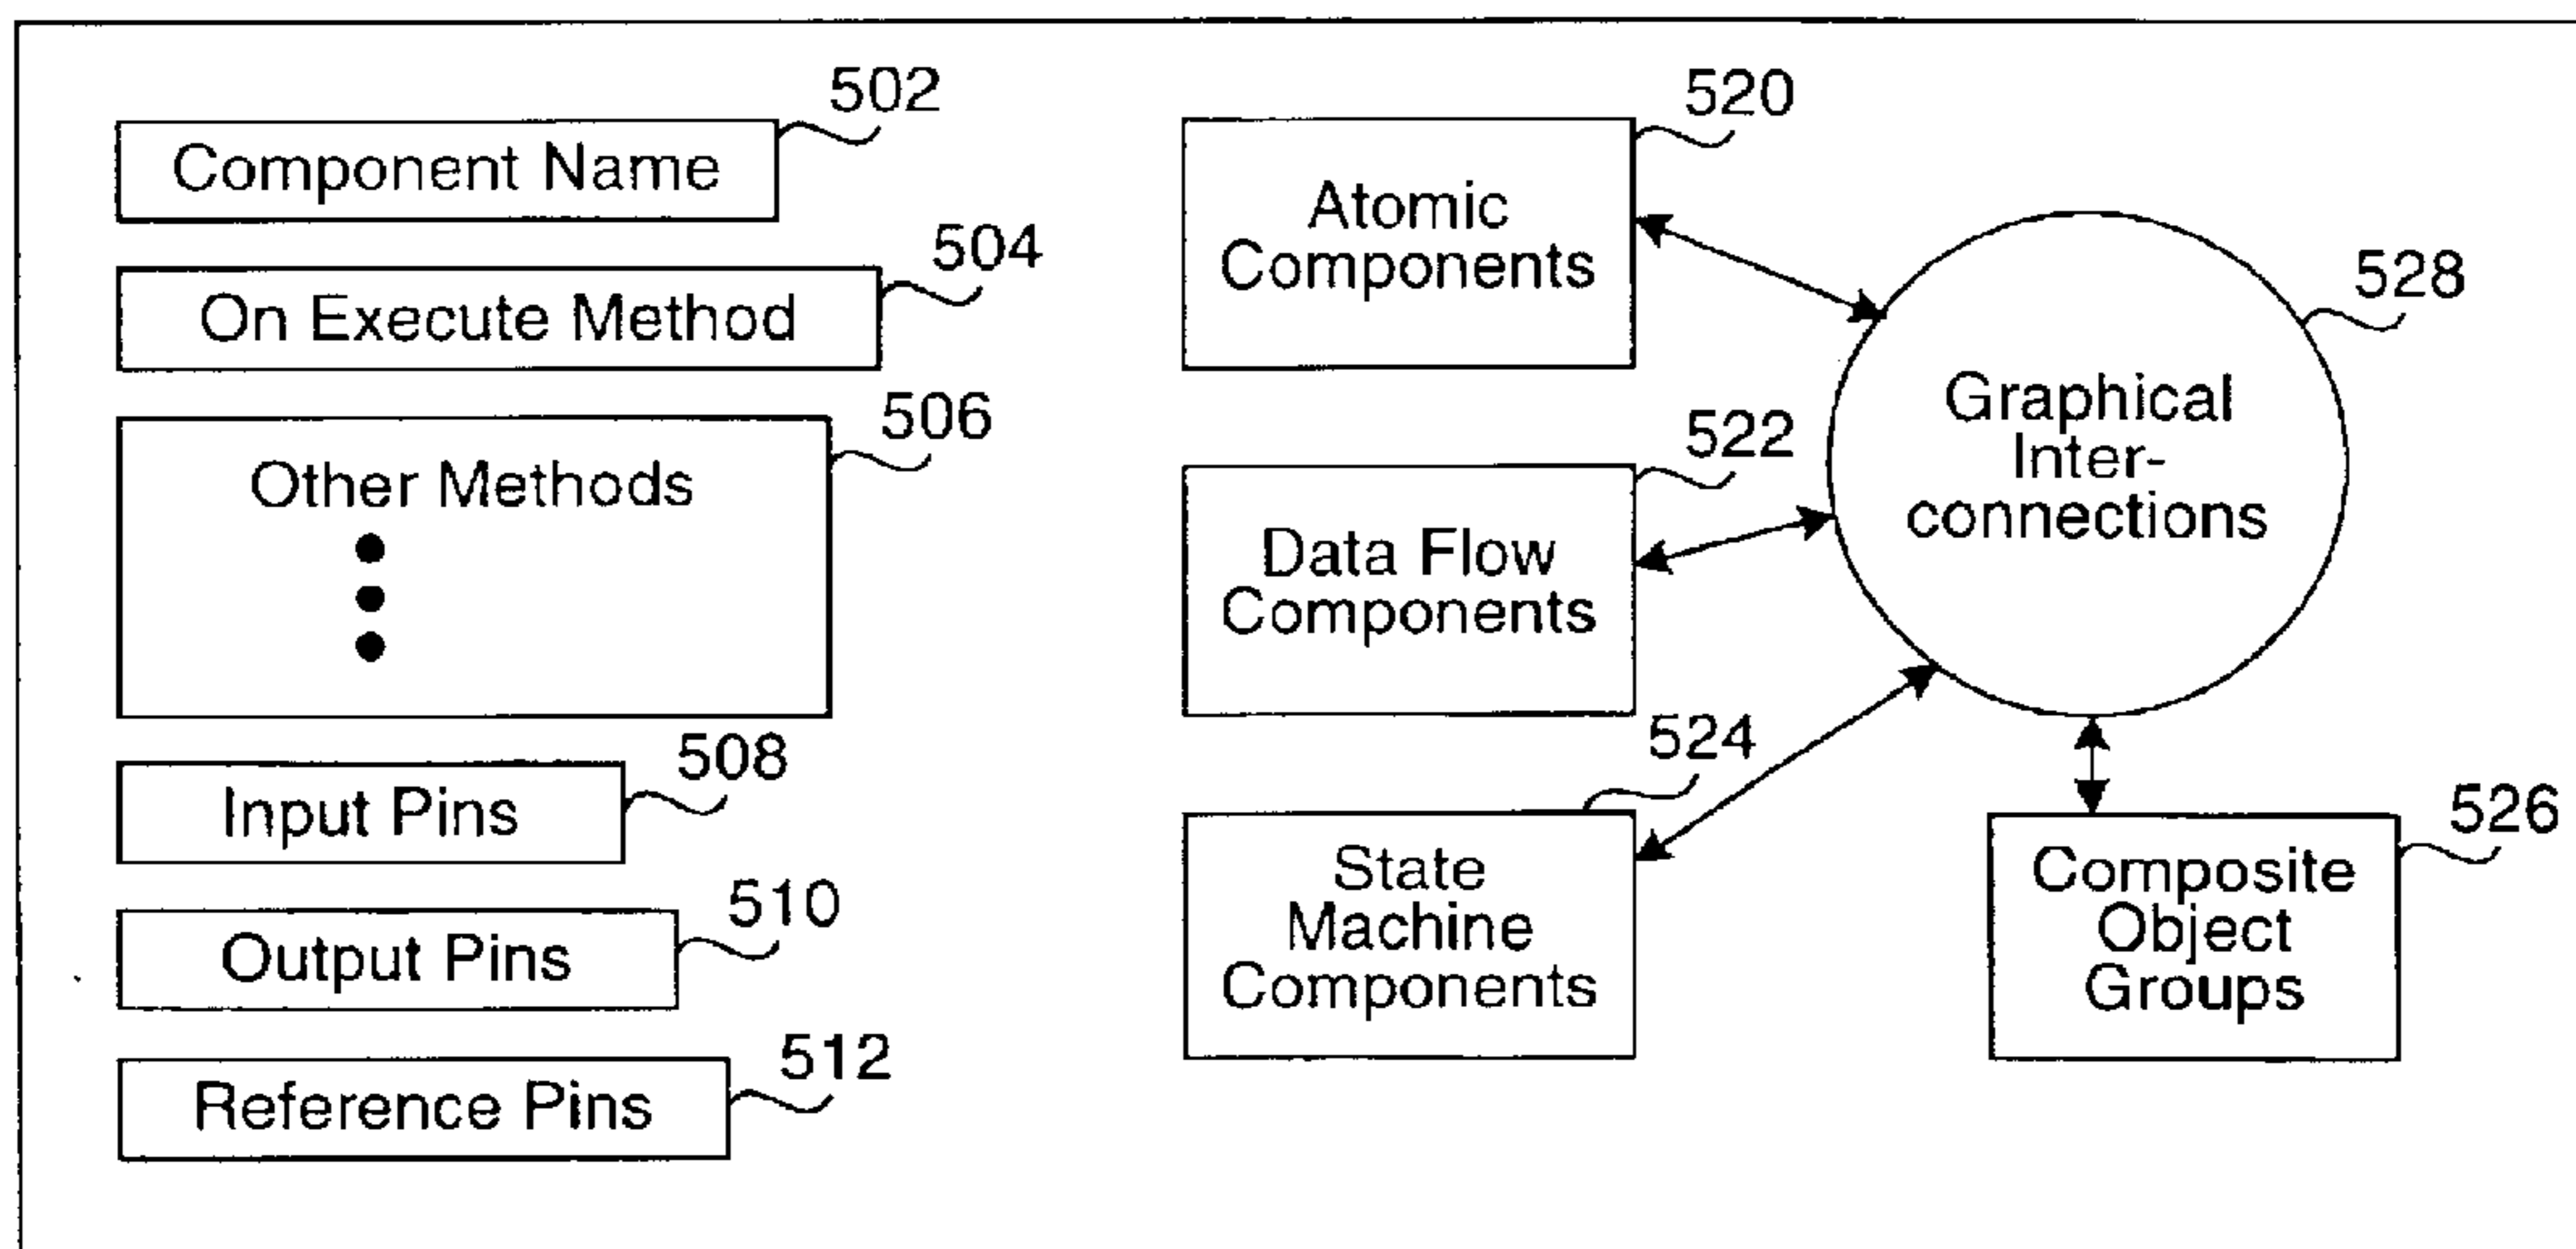 502
Component Name
504
On Execute Method
506
Other Methods
508
Input Pins
510
Output Pins
512
Reference Pins
520
Atomic
Components
522
Data Flow
Components
524
State
Machine
Components
528
Graphical
Inter-
connections
526
Composite
Object
Groups